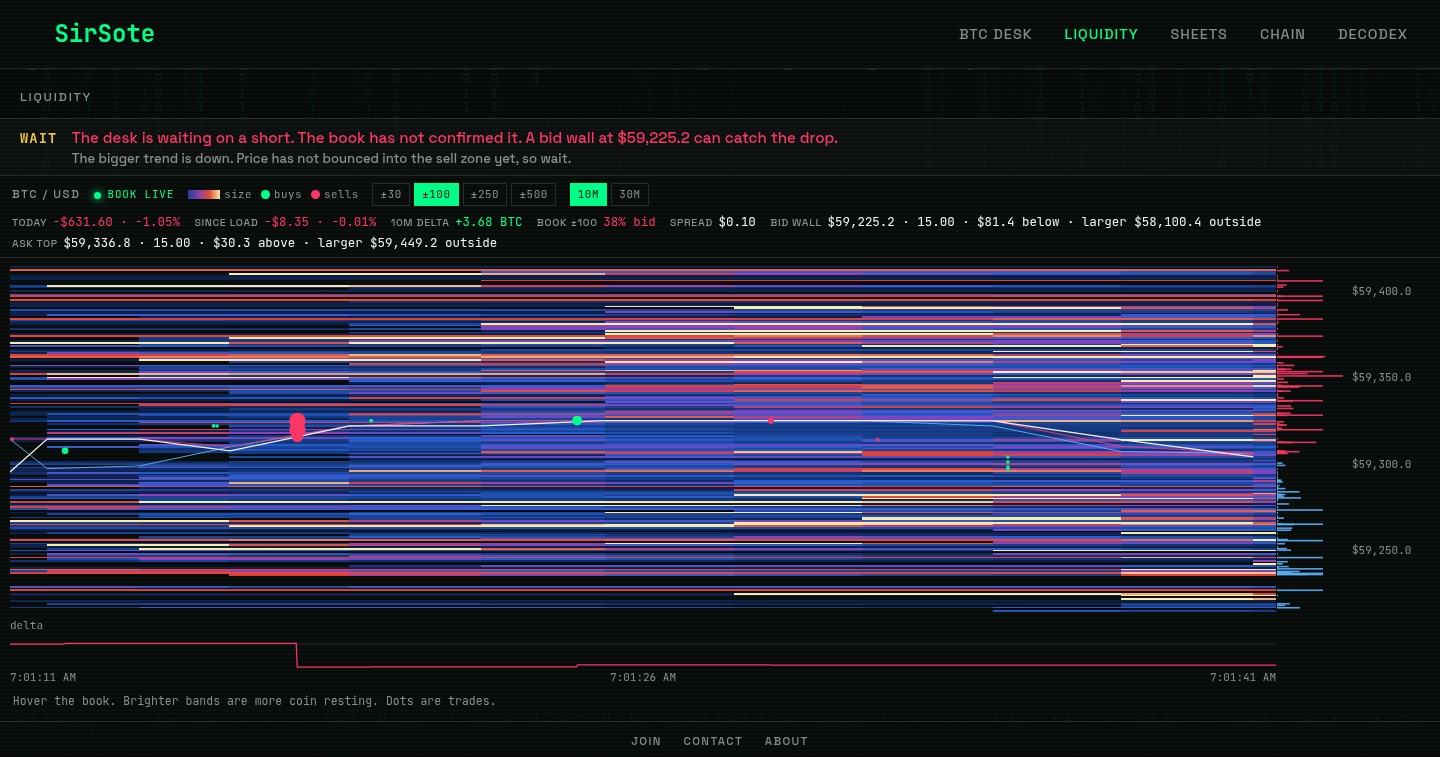 SirSote
BTC DESK LIQUIDITY SHEETS CHAIN DECODEX
LIQUIDITY
WAIT The desk is waiting on a short. The book has not confirmed it. A bid wall at $59,225.2 can catch the drop.
The bigger trend is down. Price has not bounced into the sell zone yet, so wait.
BTC / USD BOOK LIVE size buys sells ±30 ±100 ±250 ±500 10M 30M
TODAY -$631.60 · -1.05% SINCE LOAD -$8.35 · -0.01% 10M DELTA +3.68 BTC BOOK ±100 38% bid SPREAD $0.10 BID WALL $59,225.2 · 15.00 · $81.4 below · larger $58,100.4 outside
ASK TOP $59,336.8 · 15.00 · $30.3 above · larger $59,449.2 outside
$59,400.0
$59,350.0
$59,300.0
$59,250.0
delta
7:01:11 AM 7:01:26 AM 7:01:41 AM
Hover the book. Brighter bands are more coin resting. Dots are trades.
JOIN CONTACT ABOUT